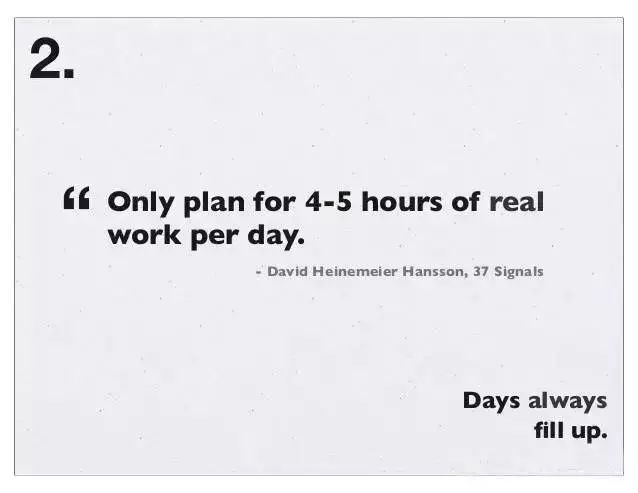 2.
“ Only plan for 4-5 hours of real
work per day.
- David Heinemeier Hansson, 37 Signals
Days always
fill up.